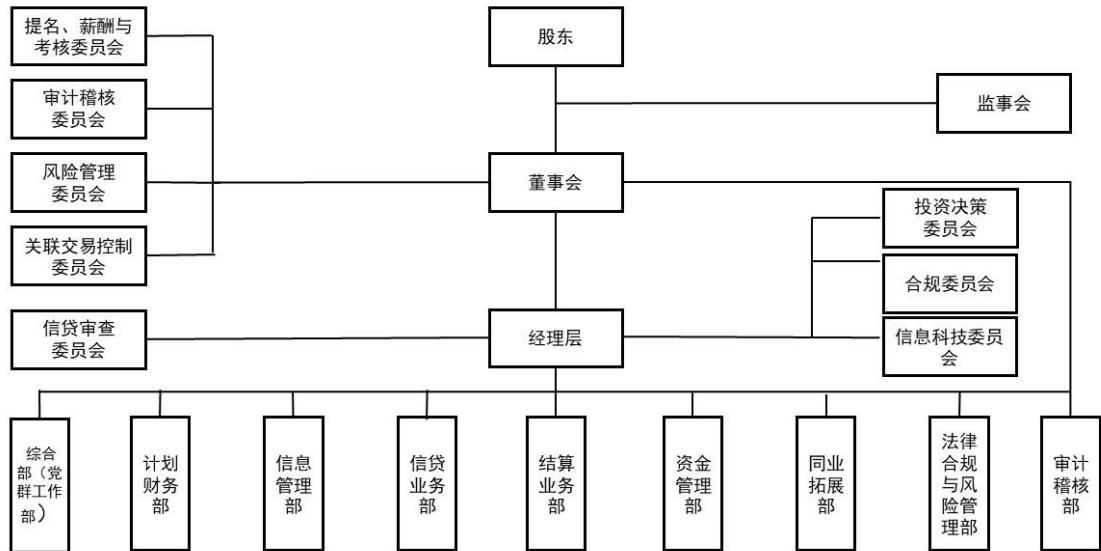 提名、薪酬与
考核委员会
股东
审计稽核
委员会
监事会
风险管理
委员会
董事会
投资决策
委员会
关联交易控制
委员会
合规委员会
信贷审查
委员会
经理层
信息科技委员
会
综合
部（党
群工作
部）
计划
财务
部
信息
管理
部
信贷
业务
部
结算
业务
部
资金
管理
部
同业
拓展
部
法律
合规
与风
险管
理部
审计
稽核
部